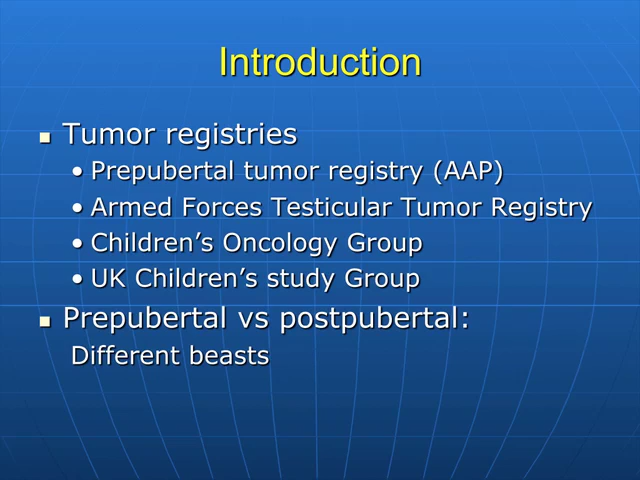 Introduction
Tumor registries
• Prepubertal tumor registry (AAP)
• Armed Forces Testicular Tumor Registry
• Children’s Oncology Group
• UK Children’s study Group
Prepubertal vs postpubertal:
Different beasts